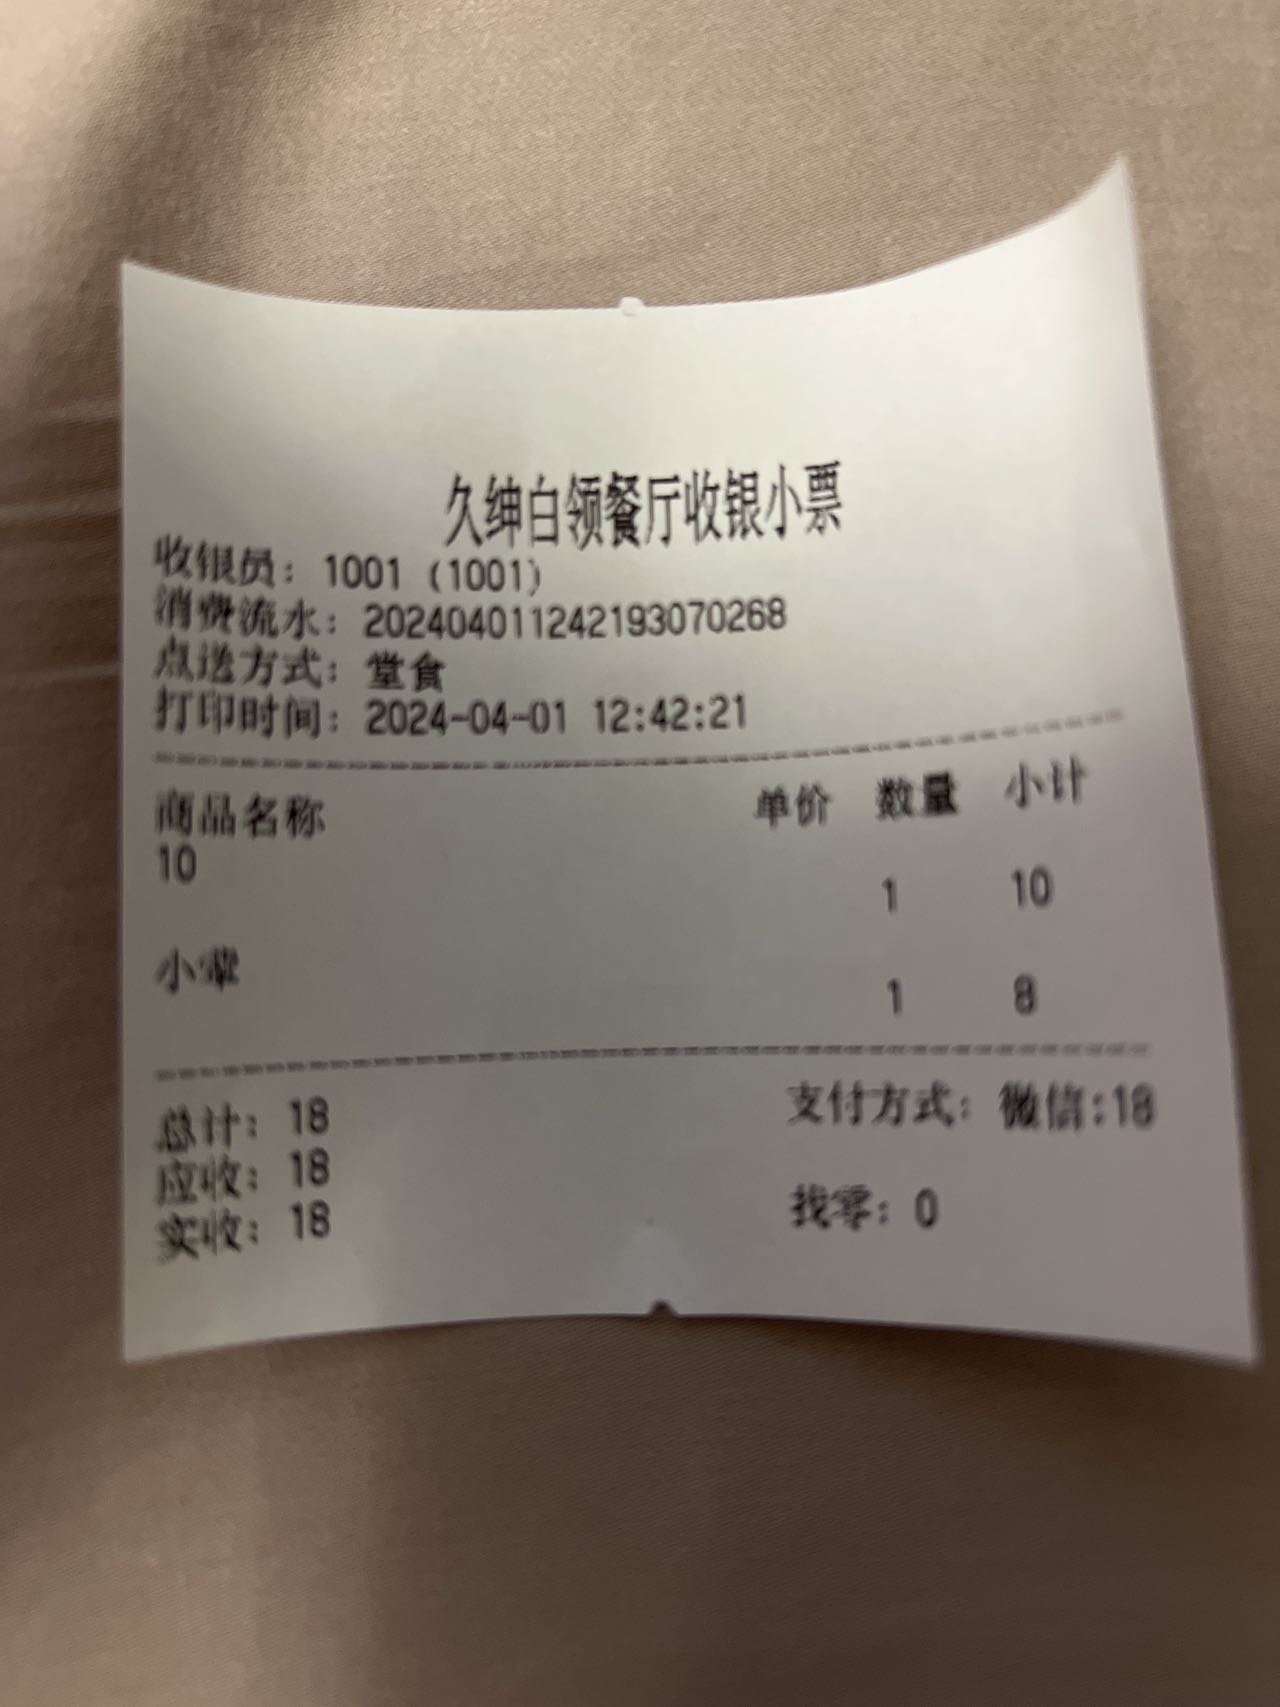 久绅白领餐厅收银小票
收银员：1001（1001）
消费流水：202404011242193070268
点送方式：堂食
打印时间：2024-04-01 12:42:21
商品名称 单价 数量 小计
10
1 10
小荤
1 8
总计：18 支付方式：微信:18
应收：18
实收：18 找零：0